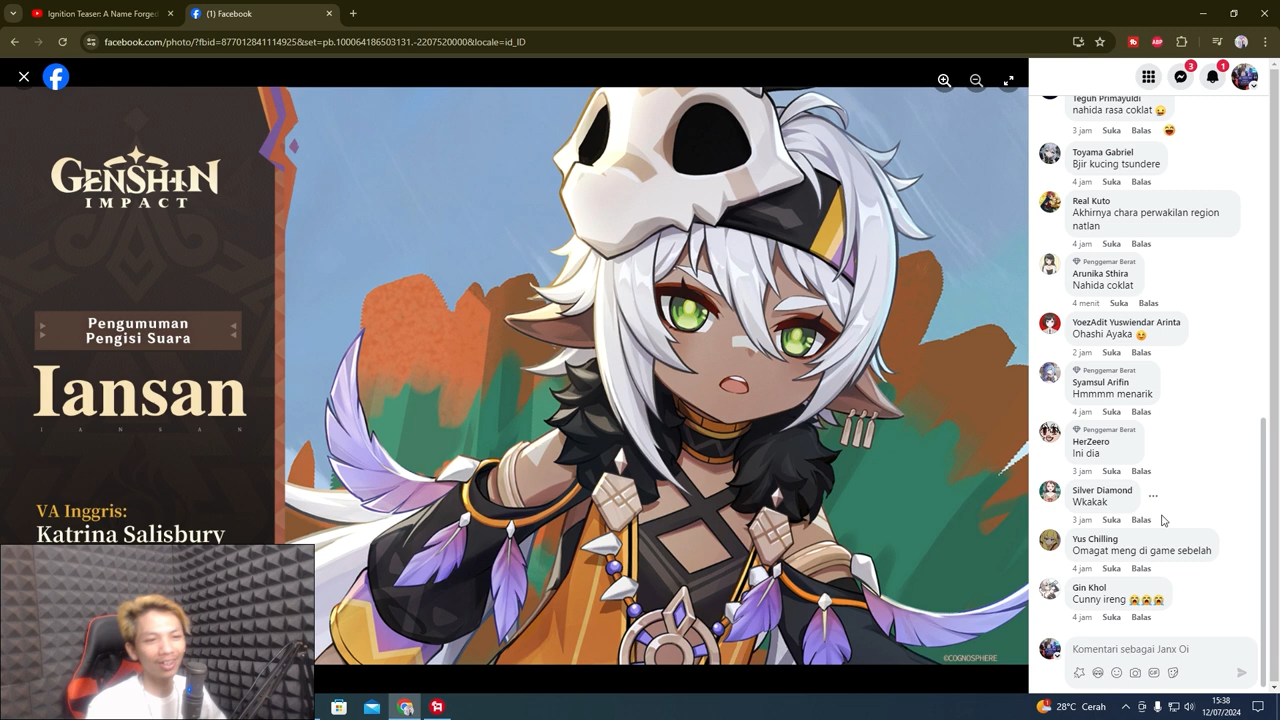 Ignition Teaser: A Name Forged
(1) Facebook
facebook.com/photo/?fbid=877012841114925&set=pb.100064186503131.-2207520000&locale=id_ID
GENSHIN
IMPACT
Pengumuman
Pengisi Suara
Iansan
I A N S A N
VA Inggris:
Katrina Salisbury
©COGNOSPHERE
3
1
Teguh Primayuldi
nahida rasa coklat 😜
3 jam Suka Balas
Toyama Gabriel
Bjir kucing tsundere
4 jam Suka Balas
Real Kuto
Akhirnya chara perwakilan region
natlan
4 jam Suka Balas
Penggemar Berat
Arunika Sthira
Nahida coklat
4 menit Suka Balas
YoezAdit Yuswiendar Arinta
Ohashi Ayaka 😊
2 jam Suka Balas
Penggemar Berat
Syamsul Arifin
Hmmmm menarik
4 jam Suka Balas
Penggemar Berat
HerZeero
Ini dia
3 jam Suka Balas
Silver Diamond
Wkakak
3 jam Suka Balas
Yus Chilling
Omagat meng di game sebelah
4 jam Suka Balas
Gin Khol
Cunny ireng 😭😭😭
4 jam Suka Balas
Komentari sebagai Janx Oi
28°C Cerah
15:38
12/07/2024